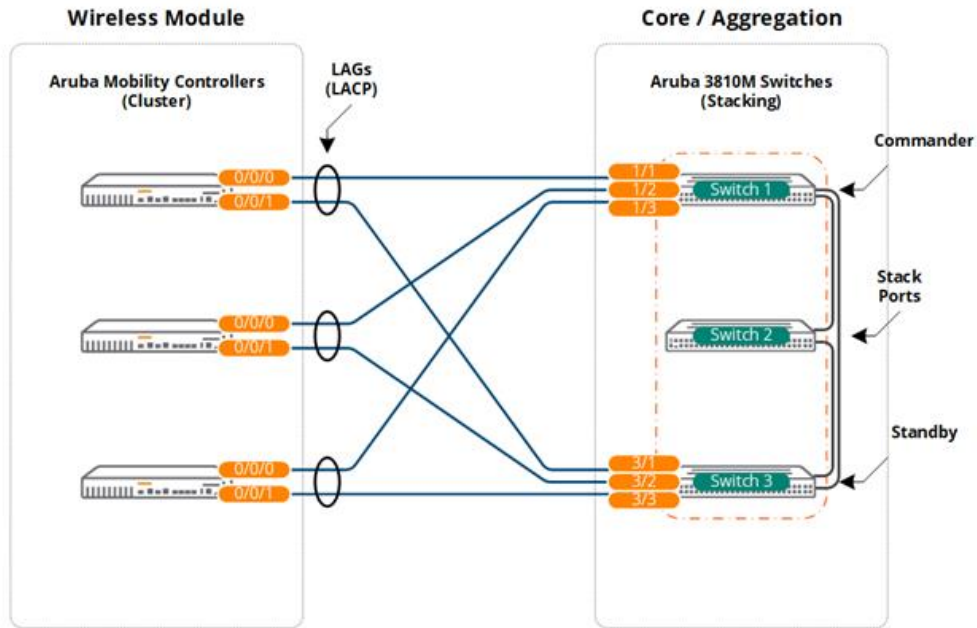 Wireless Module
Aruba Mobility Controllers
(Cluster)
0/0/0
0/0/1
0/0/0
0/0/1
0/0/0
0/0/1
LAGs
(LACP)
Core / Aggregation
Aruba 3810M Switches
(Stacking)
1/1
1/2
1/3
Switch 1
Switch 2
3/1
3/2
3/3
Switch 3
Commander
Stack
Ports
Standby